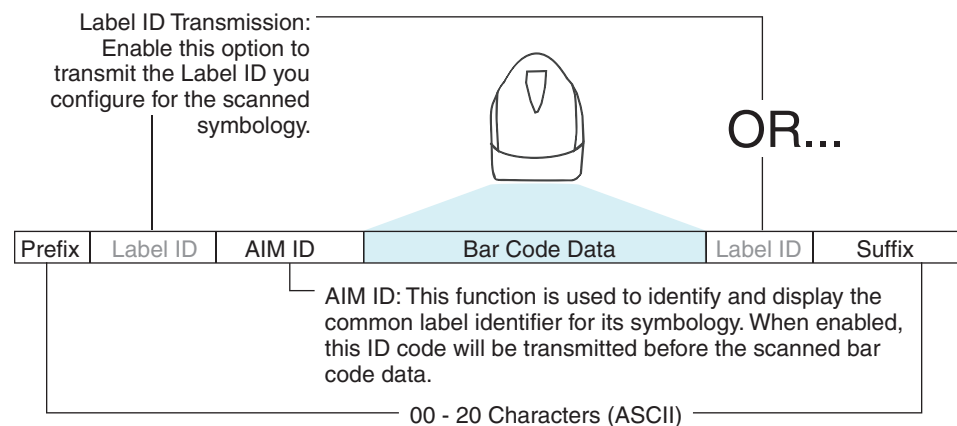 Label ID Transmission:
Enable this option to
transmit the Label ID you
configure for the scanned
symbology.
OR...
Prefix Label ID AIM ID Bar Code Data Label ID Suffix
AIM ID: This function is used to identify and display the
common label identifier for its symbology. When enabled,
this ID code will be transmitted before the scanned bar
code data.
00 - 20 Characters (ASCII)